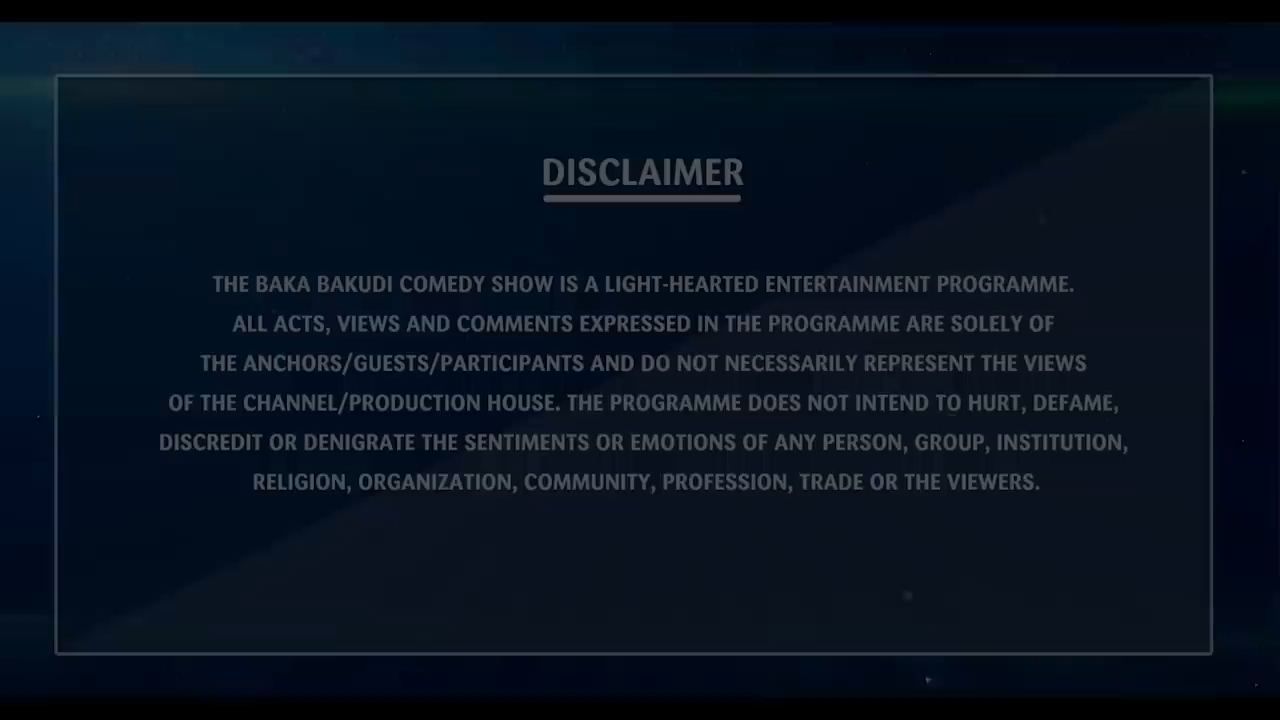 DISCLAIMER
THE BAKA BAKUDI COMEDY SHOW IS A LIGHT-HEARTED ENTERTAINMENT PROGRAMME.
ALL ACTS, VIEWS AND COMMENTS EXPRESSED IN THE PROGRAMME ARE SOLELY OF
THE ANCHORS/GUESTS/PARTICIPANTS AND DO NOT NECESSARILY REPRESENT THE VIEWS
OF THE CHANNEL/PRODUCTION HOUSE. THE PROGRAMME DOES NOT INTEND TO HURT, DEFAME,
DISCREDIT OR DENIGRATE THE SENTIMENTS OR EMOTIONS OF ANY PERSON, GROUP, INSTITUTION,
RELIGION, ORGANIZATION, COMMUNITY, PROFESSION, TRADE OR THE VIEWERS.